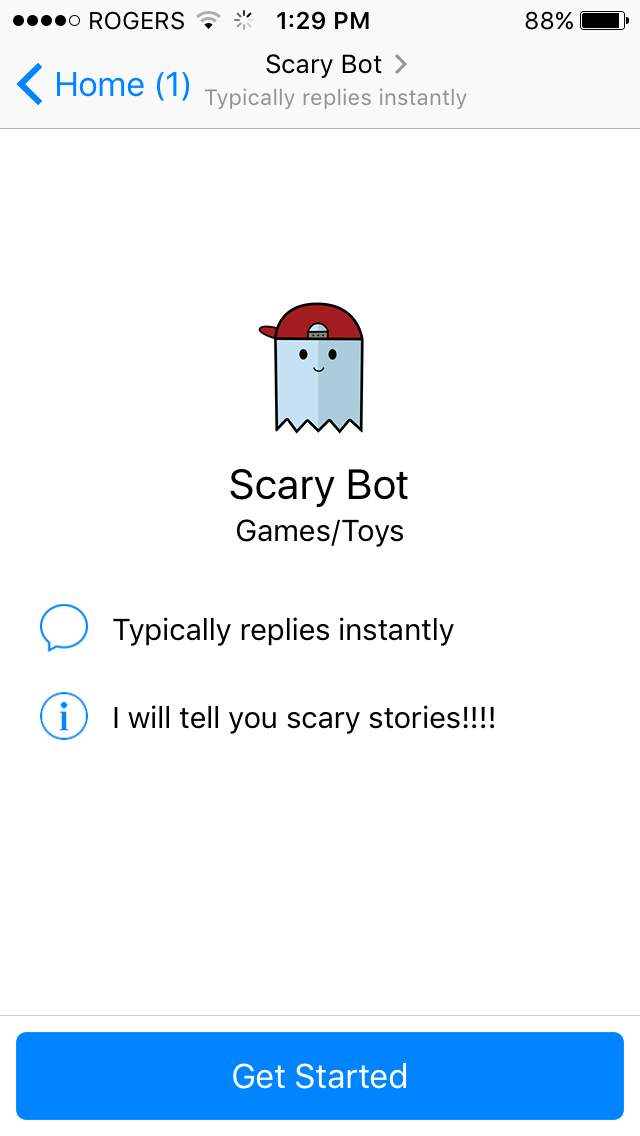 ROGERS 1:29 PM 88%
Home (1)
Scary Bot
Typically replies instantly
Scary Bot
Games/Toys
Typically replies instantly
I will tell you scary stories!!!!
Get Started